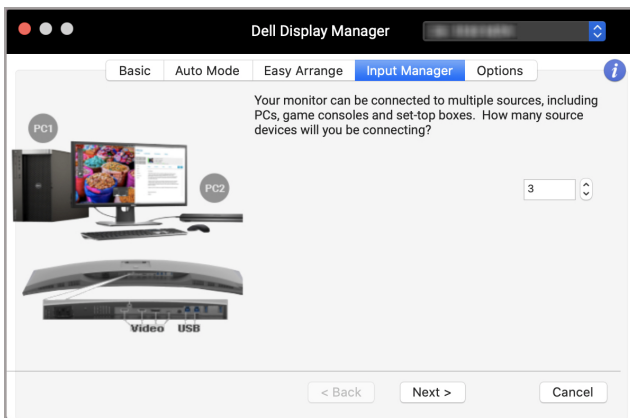 Dell Display Manager
Basic Auto Mode Easy Arrange Input Manager Options i
Your monitor can be connected to multiple sources, including
PCs, game consoles and set-top boxes. How many source
devices will you be connecting?
PC1
PC2
3
Video USB
< Back Next > Cancel